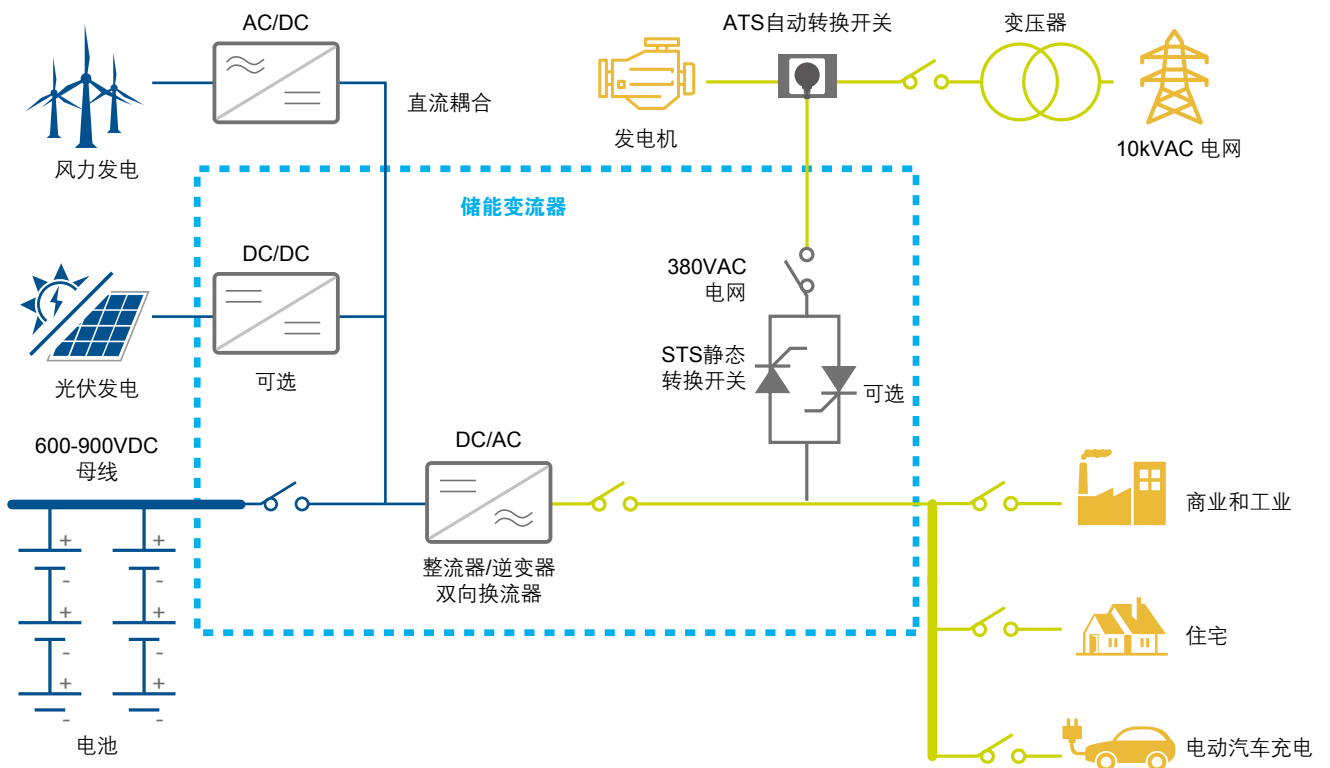 AC/DC
ATS自动转换开关
变压器
直流耦合
发电机
10kVAC 电网
风力发电
储能变流器
DC/DC
380VAC
电网
STS静态
转换开关
可选
光伏发电
可选
600-900VDC
母线
DC/AC
+
+
-
-
商业和工业
整流器/逆变器
双向换流器
+
+
-
-
住宅
+
+
-
-
电池
电动汽车充电